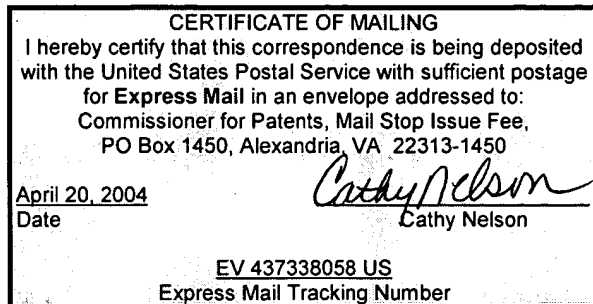 CERTIFICATE OF MAILING
I hereby certify that this correspondence is being deposited
with the United States Postal Service with sufficient postage
for Express Mail in an envelope addressed to:
Commissioner for Patents, Mail Stop Issue Fee,
PO Box 1450, Alexandria, VA 22313-1450
April 20, 2004 Cathy Nelson
Date Cathy Nelson
EV 437338058 US
Express Mail Tracking Number